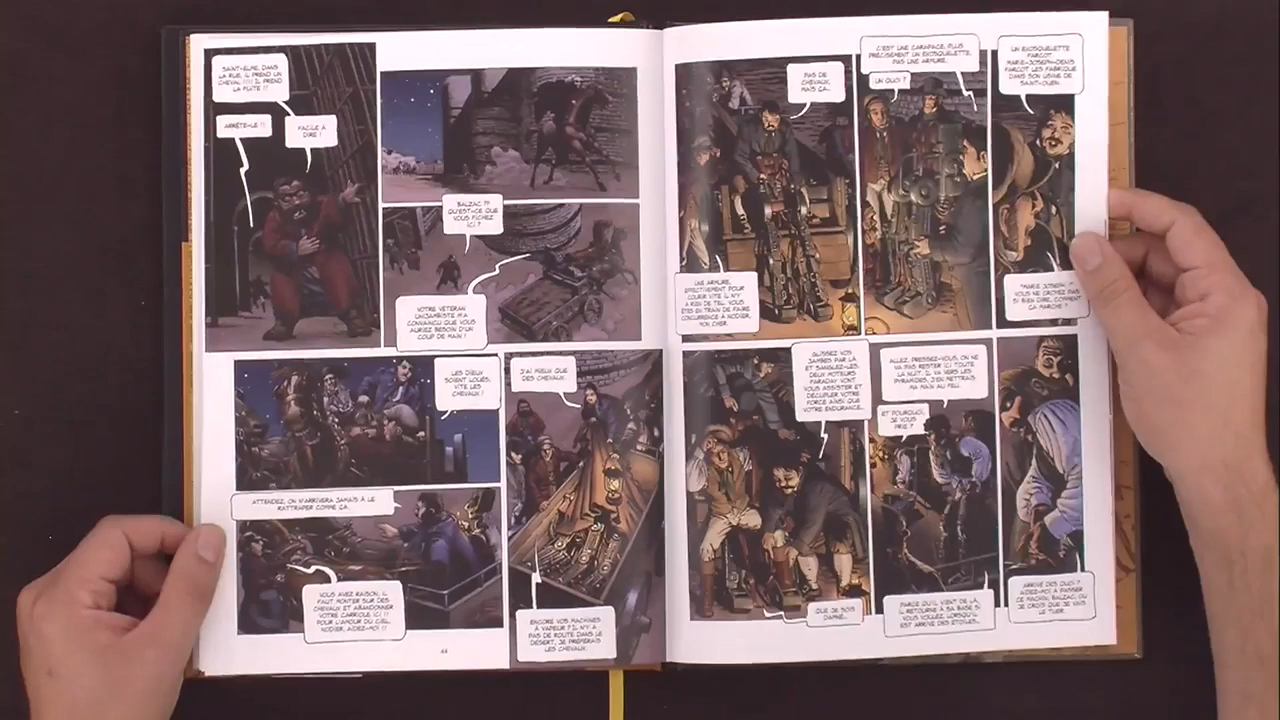 SAINT-ELME, DANS
LA RUE, IL PREND UN
CHEVAL !!!! IL PREND
LA FUITE !!
ARRÊTE-LE !!
FACILE À
DIRE !
BALZAC ??
QU'EST-CE QUE
VOUS FICHEZ
ICI ?
VOTRE VÉTÉRAN
M'A
CONVAINCU QUE VOUS
AURIEZ BESOIN D'UN
COUP DE MAIN !
LES DIEUX
SOIENT LOUÉS,
VITE LES
CHEVAUX !
ATTENDEZ, ON N'ARRIVERA JAMAIS À LE
RATTRAPER COMME ÇA.
VOUS AVEZ RAISON, IL
FAUT MONTER SUR DES
CHEVAUX ET ABANDONNER
VOTRE CARRIOLE ICI !!
POUR L'AMOUR DU CIEL,
NODIER, AIDEZ-MOI !!
J'AI MIEUX QUE
DES CHEVAUX.
ENCORE VOS MACHINES
À VAPEUR ? IL N'Y A
PAS DE ROUTE DANS LE
DÉSERT, JE PRÉFÉRAIS
LES CHEVAUX.
44
PAS DE
CHEVAUX,
MAIS ÇA...
UNE ARMURE,
EFFECTIVEMENT POUR
COURIR VITE IL N'Y
A RIEN DE TEL. VOUS
ÊTES EN TRAIN DE FAIRE
CONCURRENCE À NODIER,
MON CHER.
C'EST UNE CARAPACE, PLUS
PRÉCISÉMENT UN EXOSQUELETTE,
PAS UNE ARMURE.
UN QUOI ?
UN EXOSQUELETTE
FARCOT.
MARIE-JOSEPH-DENIS
FARCOT LES FABRIQUE
DANS SON USINE DE
SAINT-OUEN.
"MARIE JOSEPH"...
VOUS NE CROYEZ PAS
SI BIEN DIRE, COMMENT
ÇA MARCHE ?
GLISSEZ VOS
JAMBES PAR LÀ
ET SANGLEZ-LES.
DEUX MOTEURS
FARADAY VONT
VOUS ASSISTER ET
DÉCUPLER VOTRE
FORCE AINSI QUE
VOTRE ENDURANCE...
QUE JE SOIS
DAMNÉ...
ALLEZ, PRESSEZ-VOUS, ON NE
VA PAS RESTER ICI TOUTE
LA NUIT. IL VA VERS LES
PYRAMIDES, J'EN METTRAIS
MA MAIN AU FEU.
ET POURQUOI,
JE VOUS
PRIE ?
PARCE QU'IL VIENT DE LÀ,
IL RETOURNE À SA BASE SI
VOUS VOULEZ, LORSQU'IL
EST ARRIVÉ DES ÉTOILES...
ARRIVÉ DES QUOI ?
AIDEZ-MOI À PASSER
CE MACHIN, BALZAC, OU
JE CROIS QUE JE VAIS
LE TUER.